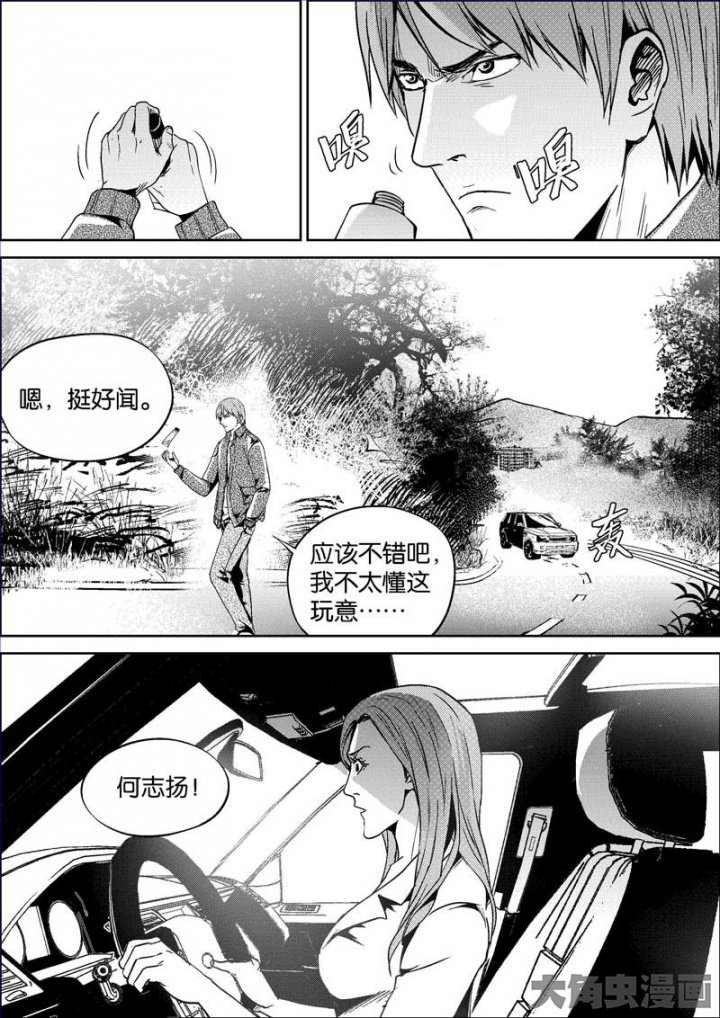 嗅
嗅
嗯，挺好闻。
应该不错吧，
我不太懂这
玩意……
轰
何志扬！
大角虫漫画